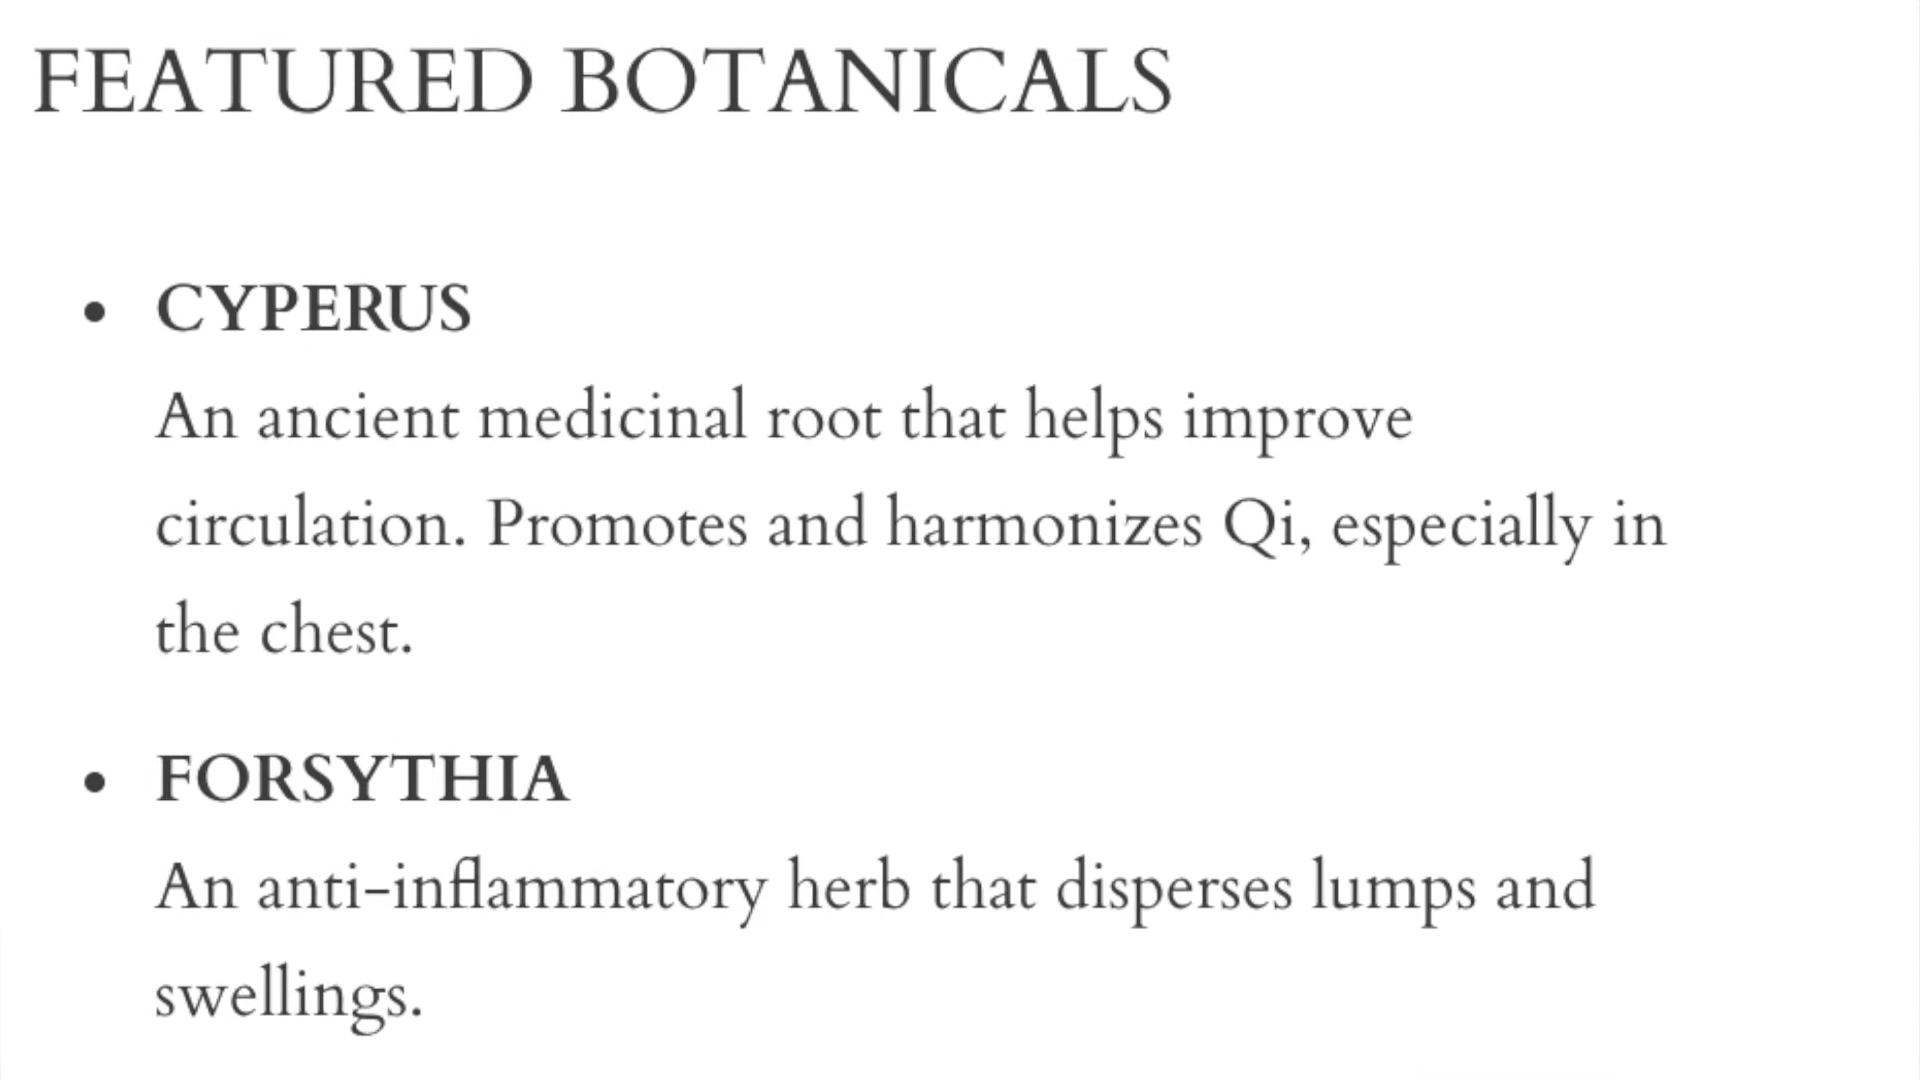 FEATURED BOTANICALS
• CYPERUS
An ancient medicinal root that helps improve
circulation. Promotes and harmonizes Qi, especially in
the chest.
• FORSYTHIA
An anti-inflammatory herb that disperses lumps and
swellings.